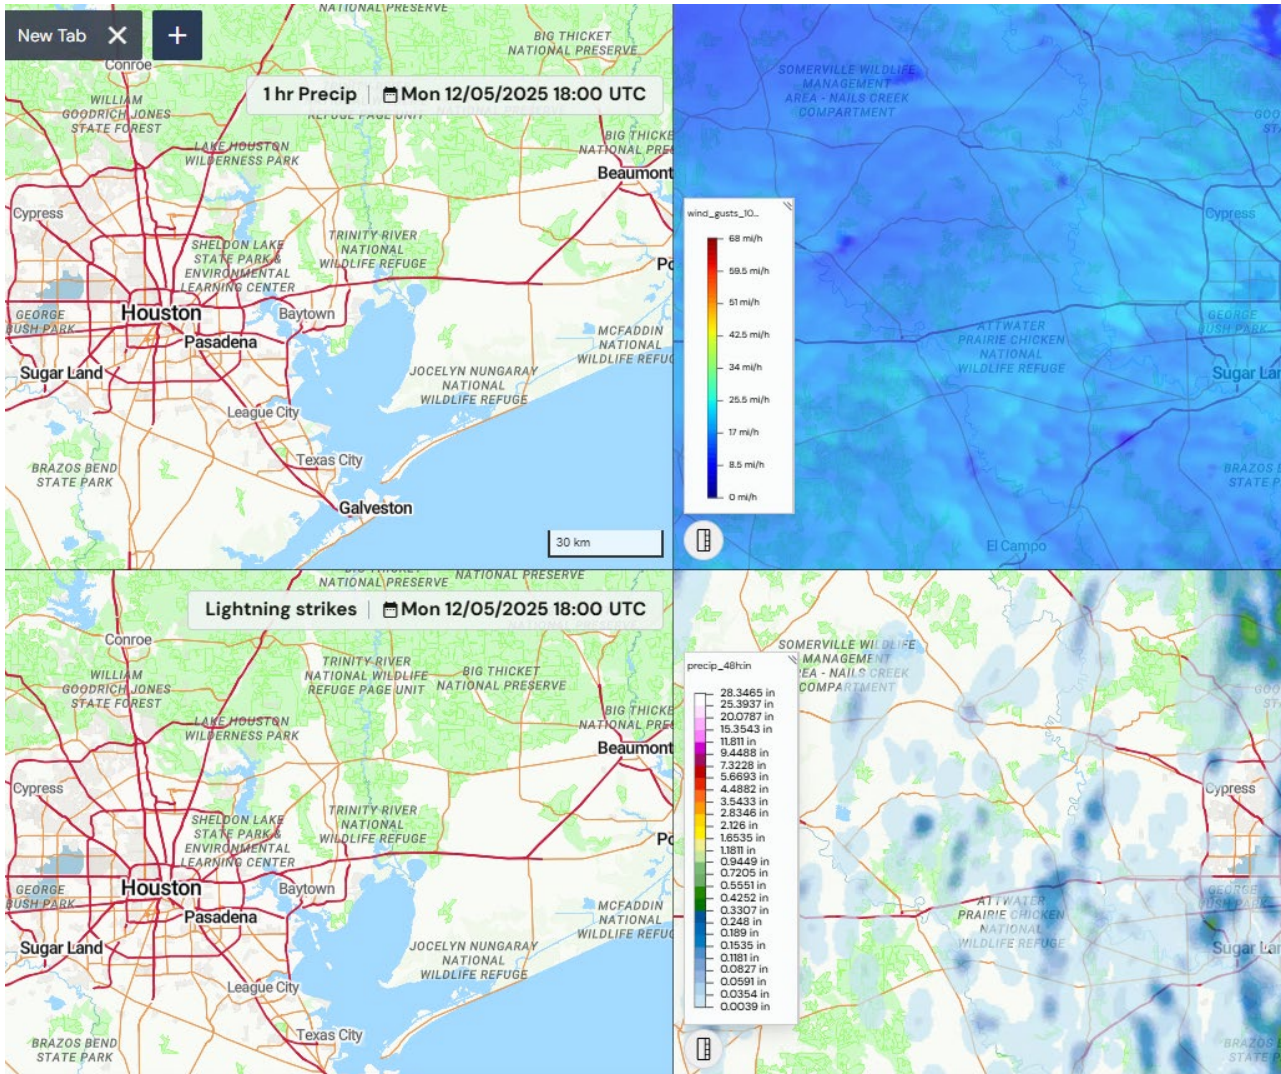 New Tab
NATIONAL PRESERVE
BIG THICKET
NATIONAL PRESERVE
Conroe
1 hr Precip
Mon 12/05/2025 18:00 UTC
WILLIAM
GOODRICH JONES
STATE FOREST
REFUGE PAGE UNIT
LAKE HOUSTON
WILDERNESS PARK
BIG THICKE
NATIONAL PRE
Beaumont
Cypress
SHELDON LAKE
STATE PARK &
ENVIRONMENTAL
LEARNING CENTER
TRINITY RIVER
NATIONAL
WILDLIFE REFUGE
Po
GEORGE
BUSH PARK
Houston
Baytown
Pasadena
MCFADDIN
NATIONAL
WILDLIFE REFUG
Sugar Land
JOCELYN NUNGARAY
NATIONAL
WILDLIFE REFUGE
League City
Texas City
BRAZOS BEND
STATE PARK
Galveston
30 km
SOMERVILLE WILDLIFE
MANAGEMENT
AREA - NAILS CREEK
COMPARTMENT
GOO
ST
wind_gusts_10...
68 mi/h
59.5 mi/h
51 mi/h
42.5 mi/h
34 mi/h
25.5 mi/h
17 mi/h
8.5 mi/h
0 mi/h
Cypress
GEORGE
BUSH PARK
ATTWATER
PRAIRIE CHICKEN
NATIONAL
WILDLIFE REFUGE
Sugar Lan
BRAZOS B
STATE P
El Campo
NATIONAL PRESERVE
NATIONAL PRESERVE
Lightning strikes
Mon 12/05/2025 18:00 UTC
Conroe
WILLIAM
GOODRICH JONES
STATE FOREST
TRINITY RIVER
NATIONAL WILDLIFE
REFUGE PAGE UNIT
BIG THICKET
NATIONAL PRESERVE
LAKE HOUSTON
WILDERNESS PARK
BIG THICKE
NATIONAL PRE
Beaumont
Cypress
SHELDON LAKE
STATE PARK &
ENVIRONMENTAL
LEARNING CENTER
TRINITY RIVER
NATIONAL
WILDLIFE REFUGE
Po
GEORGE
BUSH PARK
Houston
Baytown
Pasadena
MCFADDIN
NATIONAL
WILDLIFE REFUG
Sugar Land
JOCELYN NUNGARAY
NATIONAL
WILDLIFE REFUGE
League City
Texas City
BRAZOS BEND
STATE PARK
SOMERVILLE WILDLIFE
MANAGEMENT
EA - NAILS CREEK
COMPARTMENT
GOO
ST
precip_48h:in
28.3465 in
25.3937 in
20.0787 in
15.3543 in
11.811 in
9.4488 in
7.3228 in
5.6693 in
4.4882 in
3.5433 in
2.8346 in
2.126 in
1.6535 in
1.1811 in
0.9449 in
0.7205 in
0.5551 in
0.4252 in
0.3307 in
0.248 in
0.189 in
0.1535 in
0.1181 in
0.0827 in
0.0591 in
0.0354 in
0.0039 in
Cypress
GEORGE
BUSH PARK
ATTWATER
PRAIRIE CHICKEN
NATIONAL
WILDLIFE REFUGE
Sugar Lan
BRAZOS B
STATE P